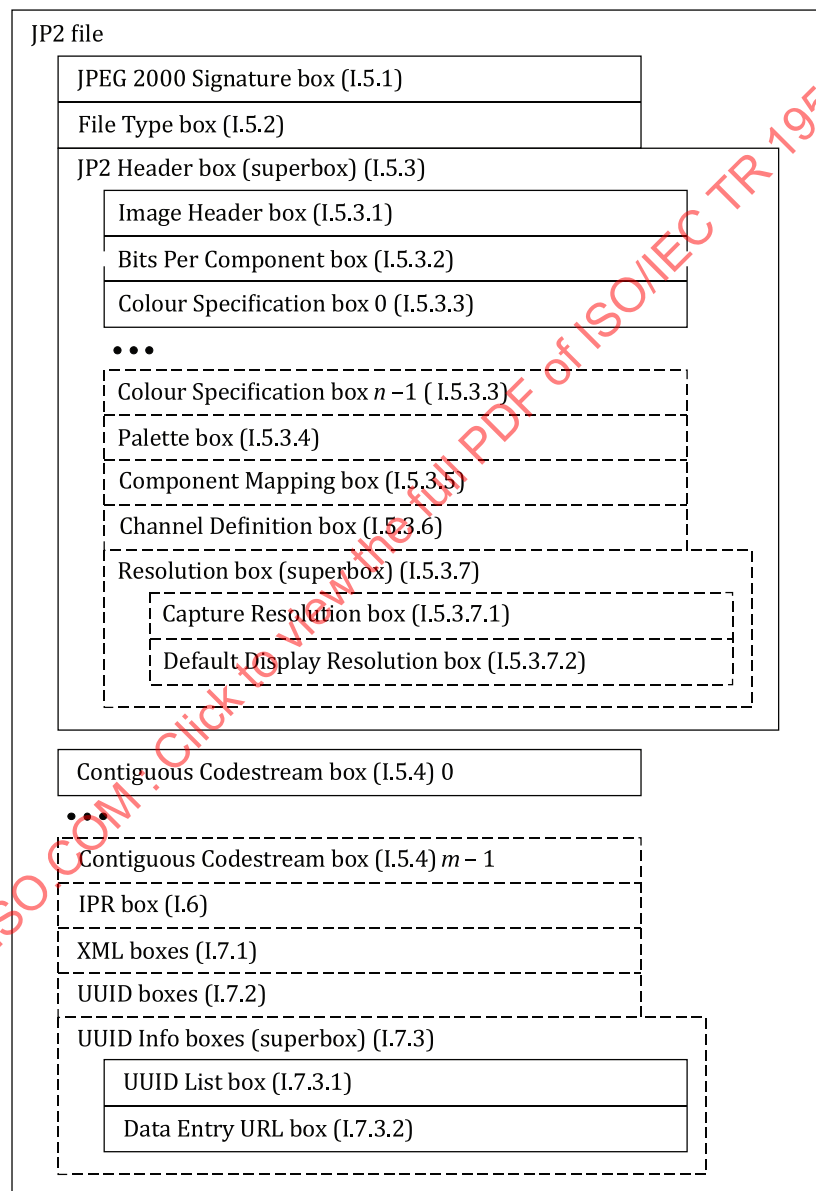 JP2 file
JPEG 2000 Signature box (I.5.1)
File Type box (I.5.2)
JP2 Header box (superbox) (I.5.3)
Image Header box (I.5.3.1)
Bits Per Component box (I.5.3.2)
Colour Specification box 0 (I.5.3.3)
•••
Colour Specification box n –1 ( I.5.3.3)
Palette box (I.5.3.4)
Component Mapping box (I.5.3.5)
Channel Definition box (I.5.3.6)
Resolution box (superbox) (I.5.3.7)
Capture Resolution box (I.5.3.7.1)
Default Display Resolution box (I.5.3.7.2)
Contiguous Codestream box (I.5.4) 0
•••
Contiguous Codestream box (I.5.4) m – 1
IPR box (I.6)
XML boxes (I.7.1)
UUID boxes (I.7.2)
UUID Info boxes (superbox) (I.7.3)
UUID List box (I.7.3.1)
Data Entry URL box (I.7.3.2)
ISO.COM : Click to view the full PDF of ISO/IEC TR 195